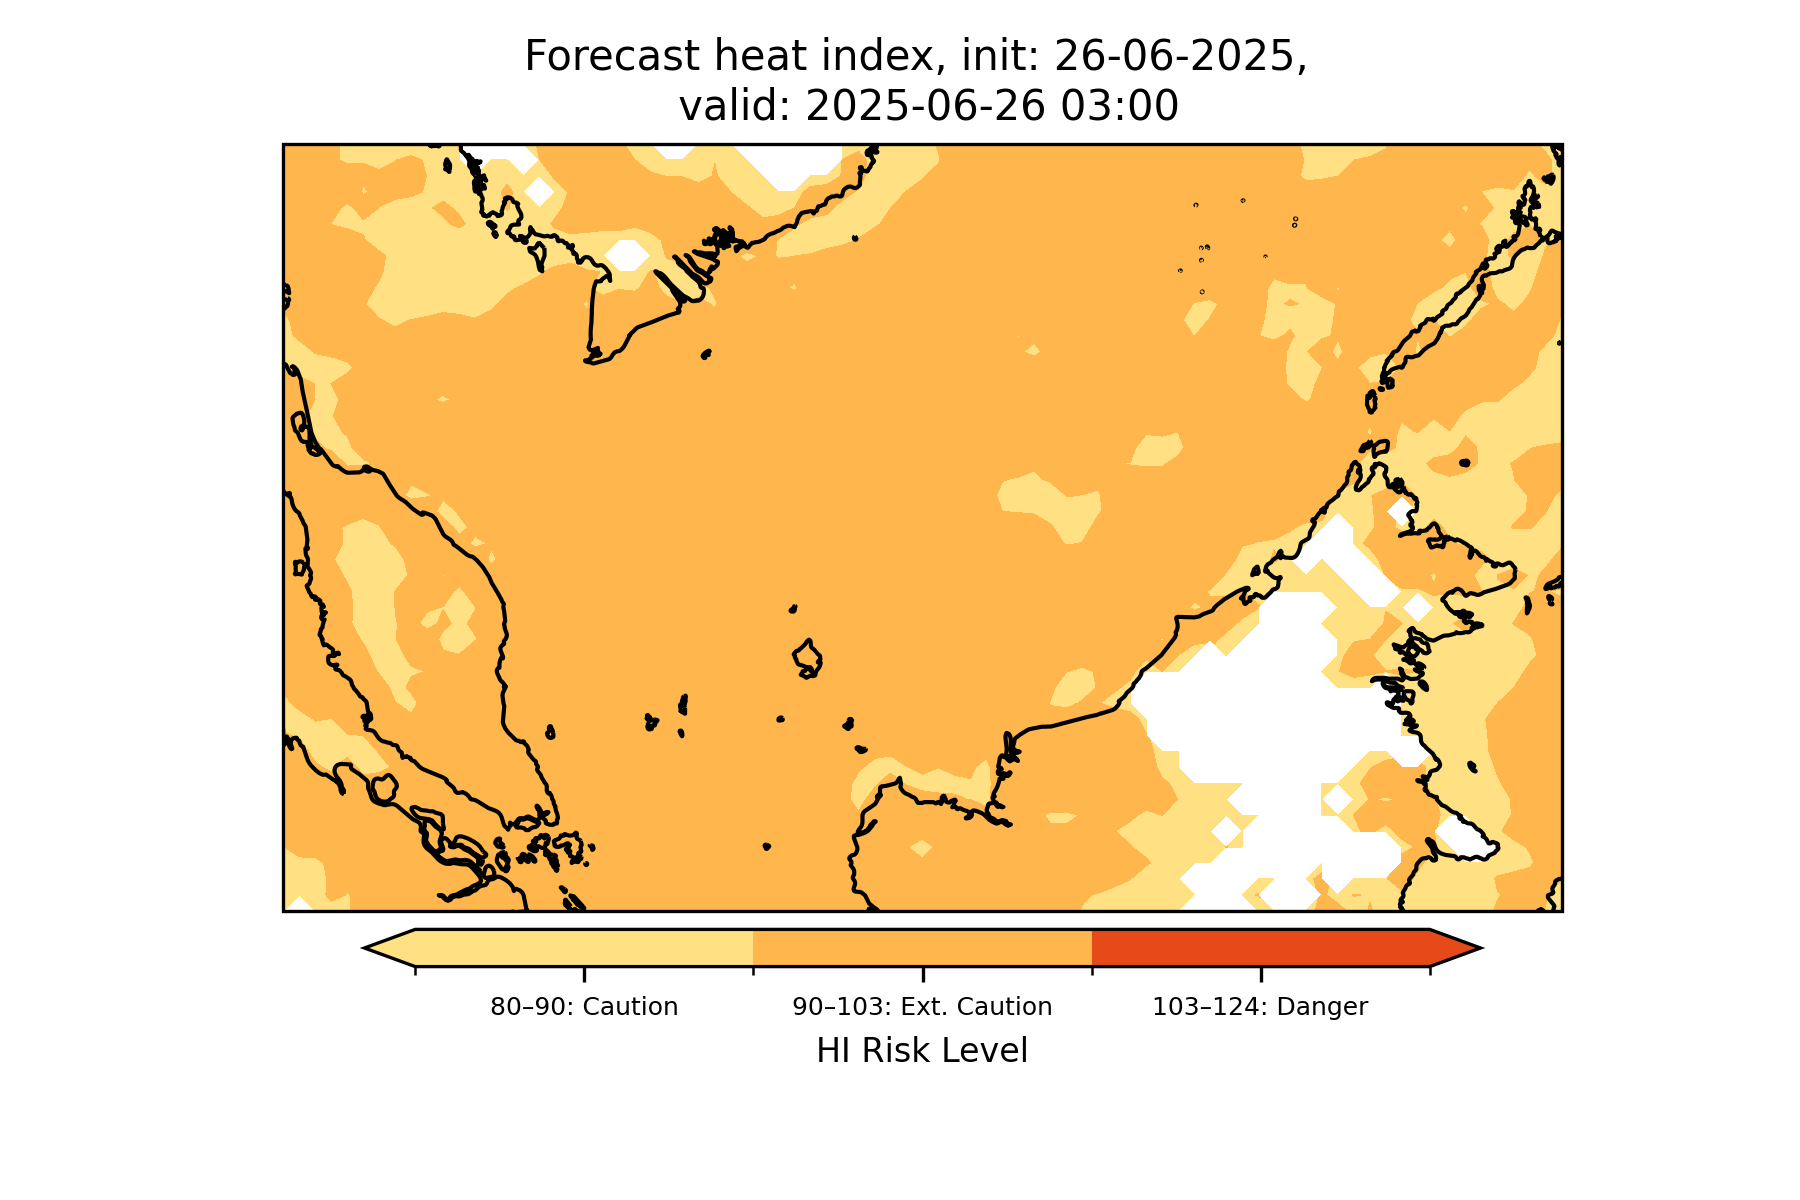 Forecast heat index, init: 26-06-2025,
valid: 2025-06-26 03:00
80–90: Caution
90–103: Ext. Caution
103–124: Danger
HI Risk Level